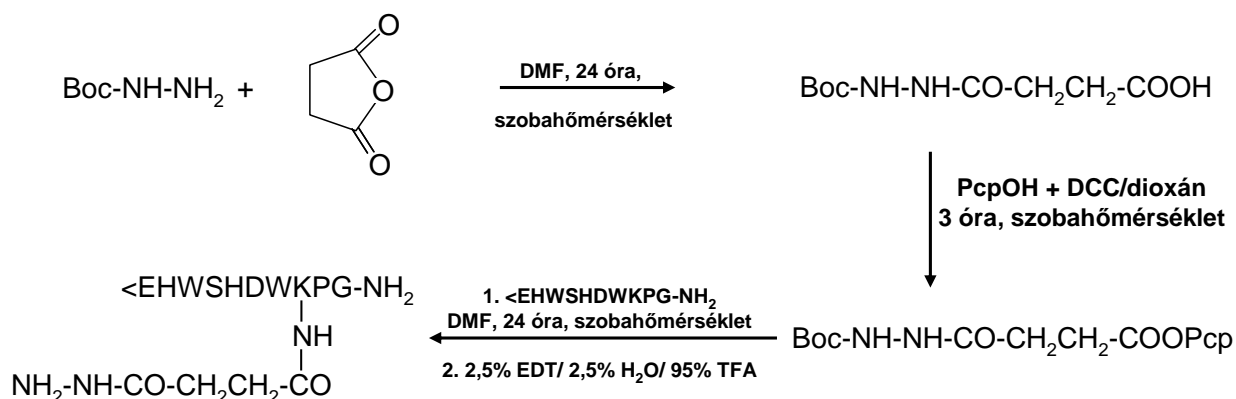 Boc-NH-NH₂ +
O
O
O
DMF, 24 óra,
szobahőmérséklet
Boc-NH-NH-CO-CH₂CH₂-COOH
PcpOH + DCC/dioxán
3 óra, szobahőmérséklet
<EHWSHDWKPG-NH₂
NH
NH₂-NH-CO-CH₂CH₂-CO
1. <EHWSHDWKPG-NH₂
DMF, 24 óra, szobahőmérséklet
2. 2,5% EDT/ 2,5% H₂O/ 95% TFA
Boc-NH-NH-CO-CH₂CH₂-COOPcp